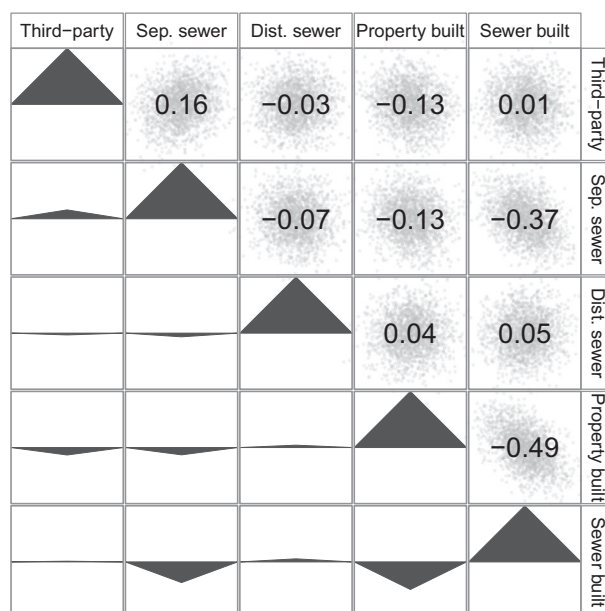 Third−party Sep. sewer Dist. sewer Property built Sewer built
0.16 −0.03 −0.13 0.01 Third−party
−0.07 −0.13 −0.37 Sep. sewer
0.04 0.05 Dist. sewer
−0.49 Property built
Sewer built